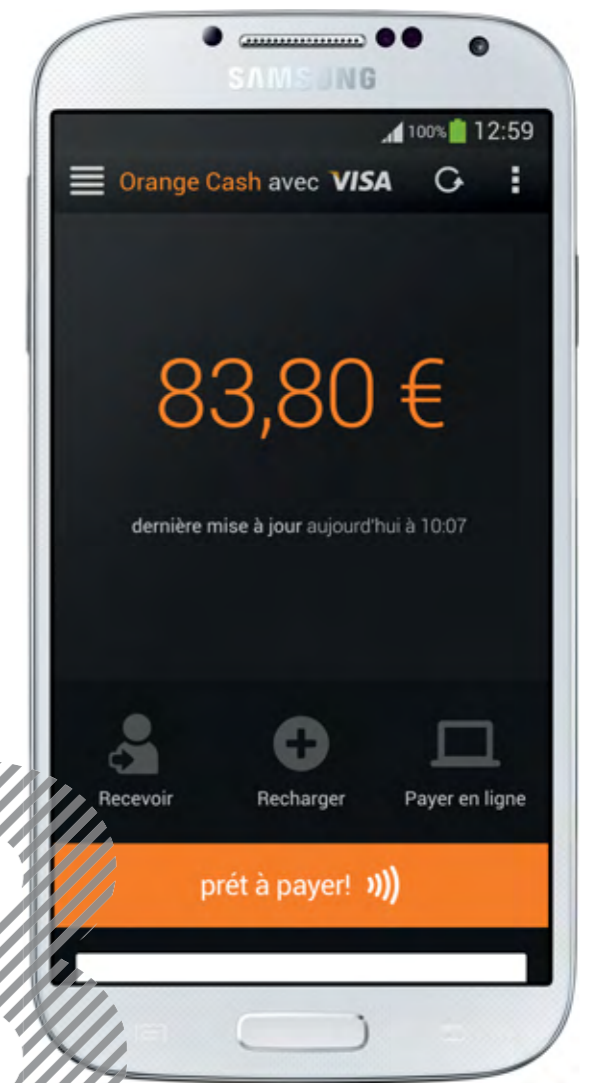 SAMSUNG
100% 12:59
Orange Cash avec VISA
83,80 €
dernière mise à jour aujourd'hui à 10:07
Recevoir Recharger Payer en ligne
prét à payer!